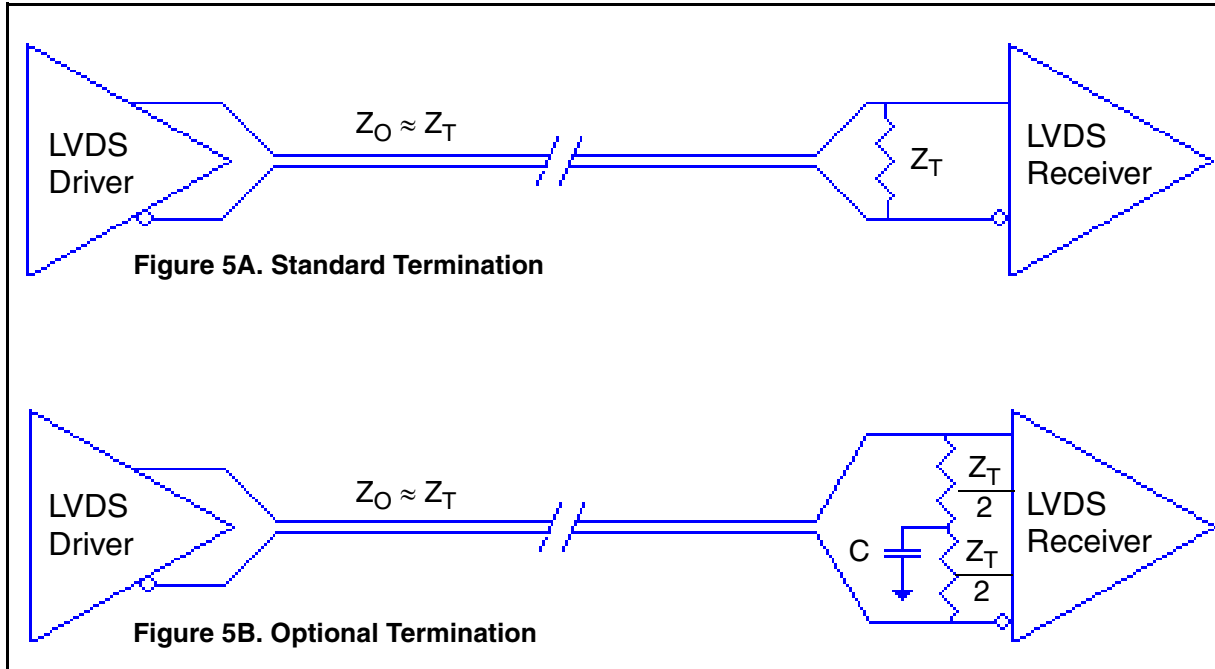 LVDS
Driver
Z_O ≈ Z_T
Z_T
LVDS
Receiver
Figure 5A. Standard Termination
LVDS
Driver
Z_O ≈ Z_T
C
Z_T
2
Z_T
2
LVDS
Receiver
Figure 5B. Optional Termination